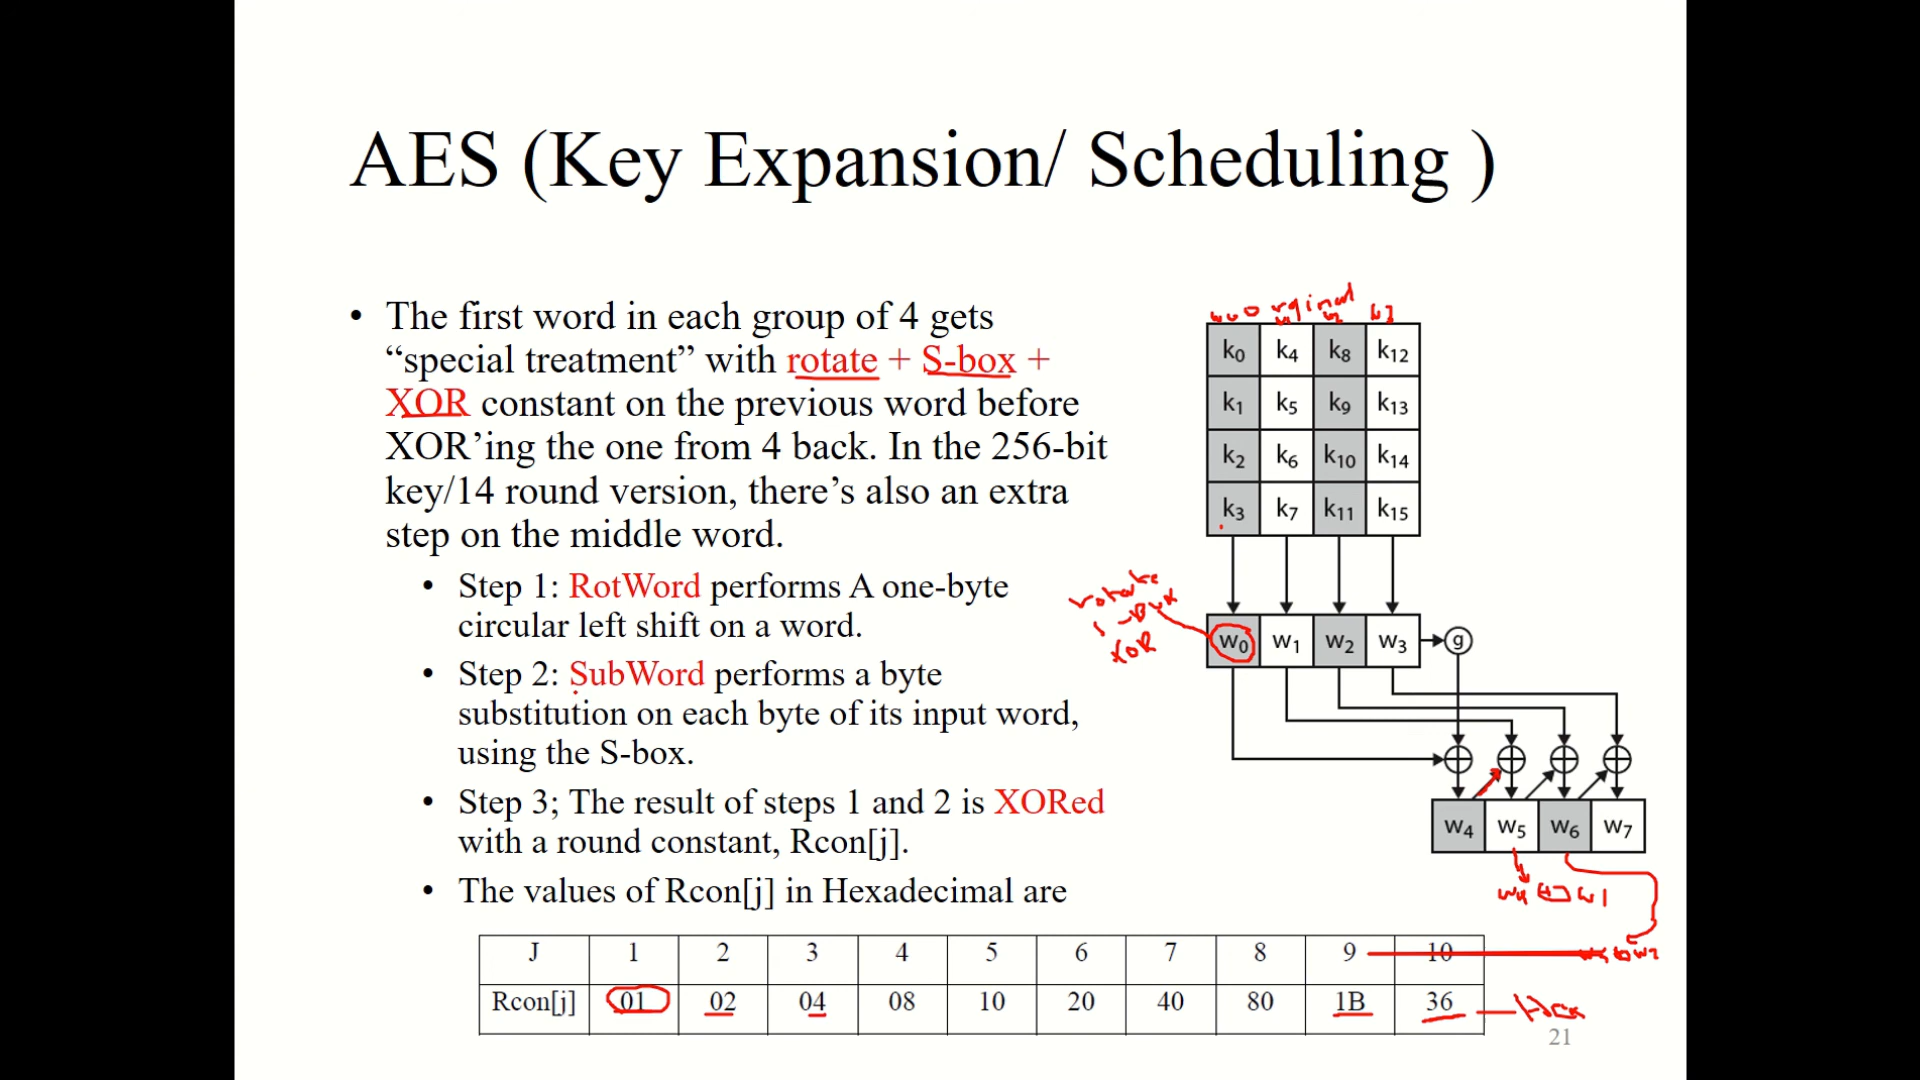 AES (Key Expansion/ Scheduling )
• The first word in each group of 4 gets
“special treatment” with rotate + S-box +
XOR constant on the previous word before
XOR’ing the one from 4 back. In the 256-bit
key/14 round version, there’s also an extra
step on the middle word.
• Step 1: RotWord performs A one-byte
circular left shift on a word.
• Step 2: SubWord performs a byte
substitution on each byte of its input word,
using the S-box.
• Step 3; The result of steps 1 and 2 is XORed
with a round constant, Rcon[j].
• The values of Rcon[j] in Hexadecimal are
k0 k4 k8 k12
k1 k5 k9 k13
k2 k6 k10 k14
k3 k7 k11 k15
rotate
XOR
w0 w1 w2 w3 g
w4 w5 w6 w7
w4 ⊕ w1
J 1 2 3 4 5 6 7 8 9 10
Rcon[j] 01 02 04 08 10 20 40 80 1B 36
21